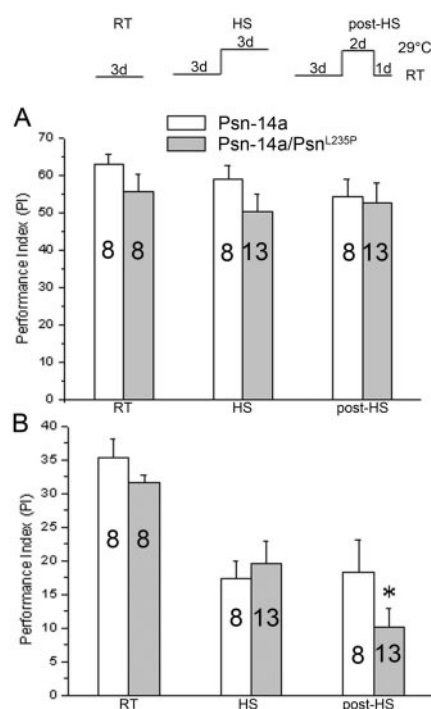 RT HS post-HS
3d 2d 29°C
3d 3d 3d 1d RT
A
Psn-14a
Psn-14a/Psn^L235P
Performance Index (PI)
70
60
50
40
30
20
10
0
8 8 8 13 8 13
RT HS post-HS
B
Performance Index (PI)
40
35
30
25
20
15
10
5
0
8 8 8 13 8 13
*
RT HS post-HS